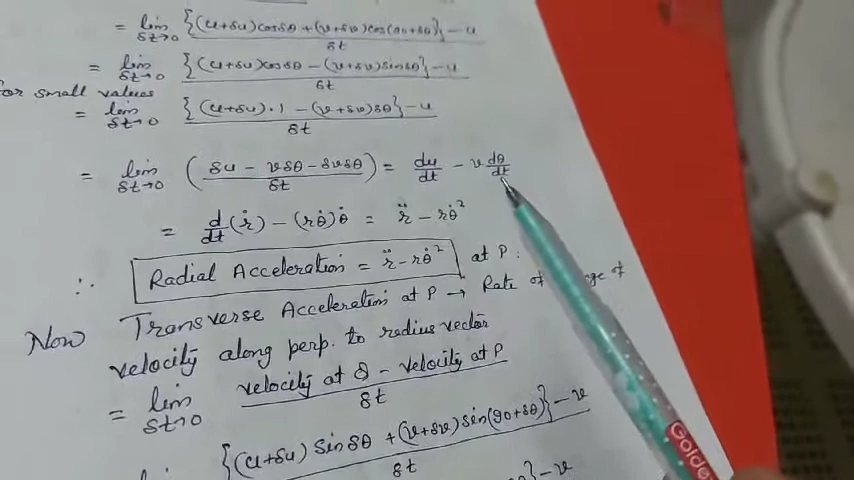 = lim δt→0 {(u+δu)cosδθ + (v+δv)cos(90+δθ)} - u / δt
= lim δt→0 {(u+δu)cosδθ - (v+δv)sinδθ} - u / δt
For small values
= lim δt→0 {(u+δu)·1 - (v+δv)δθ} - u / δt
= lim δt→0 (δu - vδθ - δvδθ / δt) = du/dt - v dθ/dt
= d/dt(ṙ) - (rθ̇)θ̇ = r̈ - rθ̇²
∴ Radial Acceleration = r̈ - rθ̇² at P.
Now Transverse Acceleration at P → Rate of ge of
velocity along perp. to radius vector
= lim δt→0 velocity at Q - velocity at P / δt
{(u+δu) Sin δθ + (v+δv) sin(90+δθ)} - v / δt
lim } - v
Golde